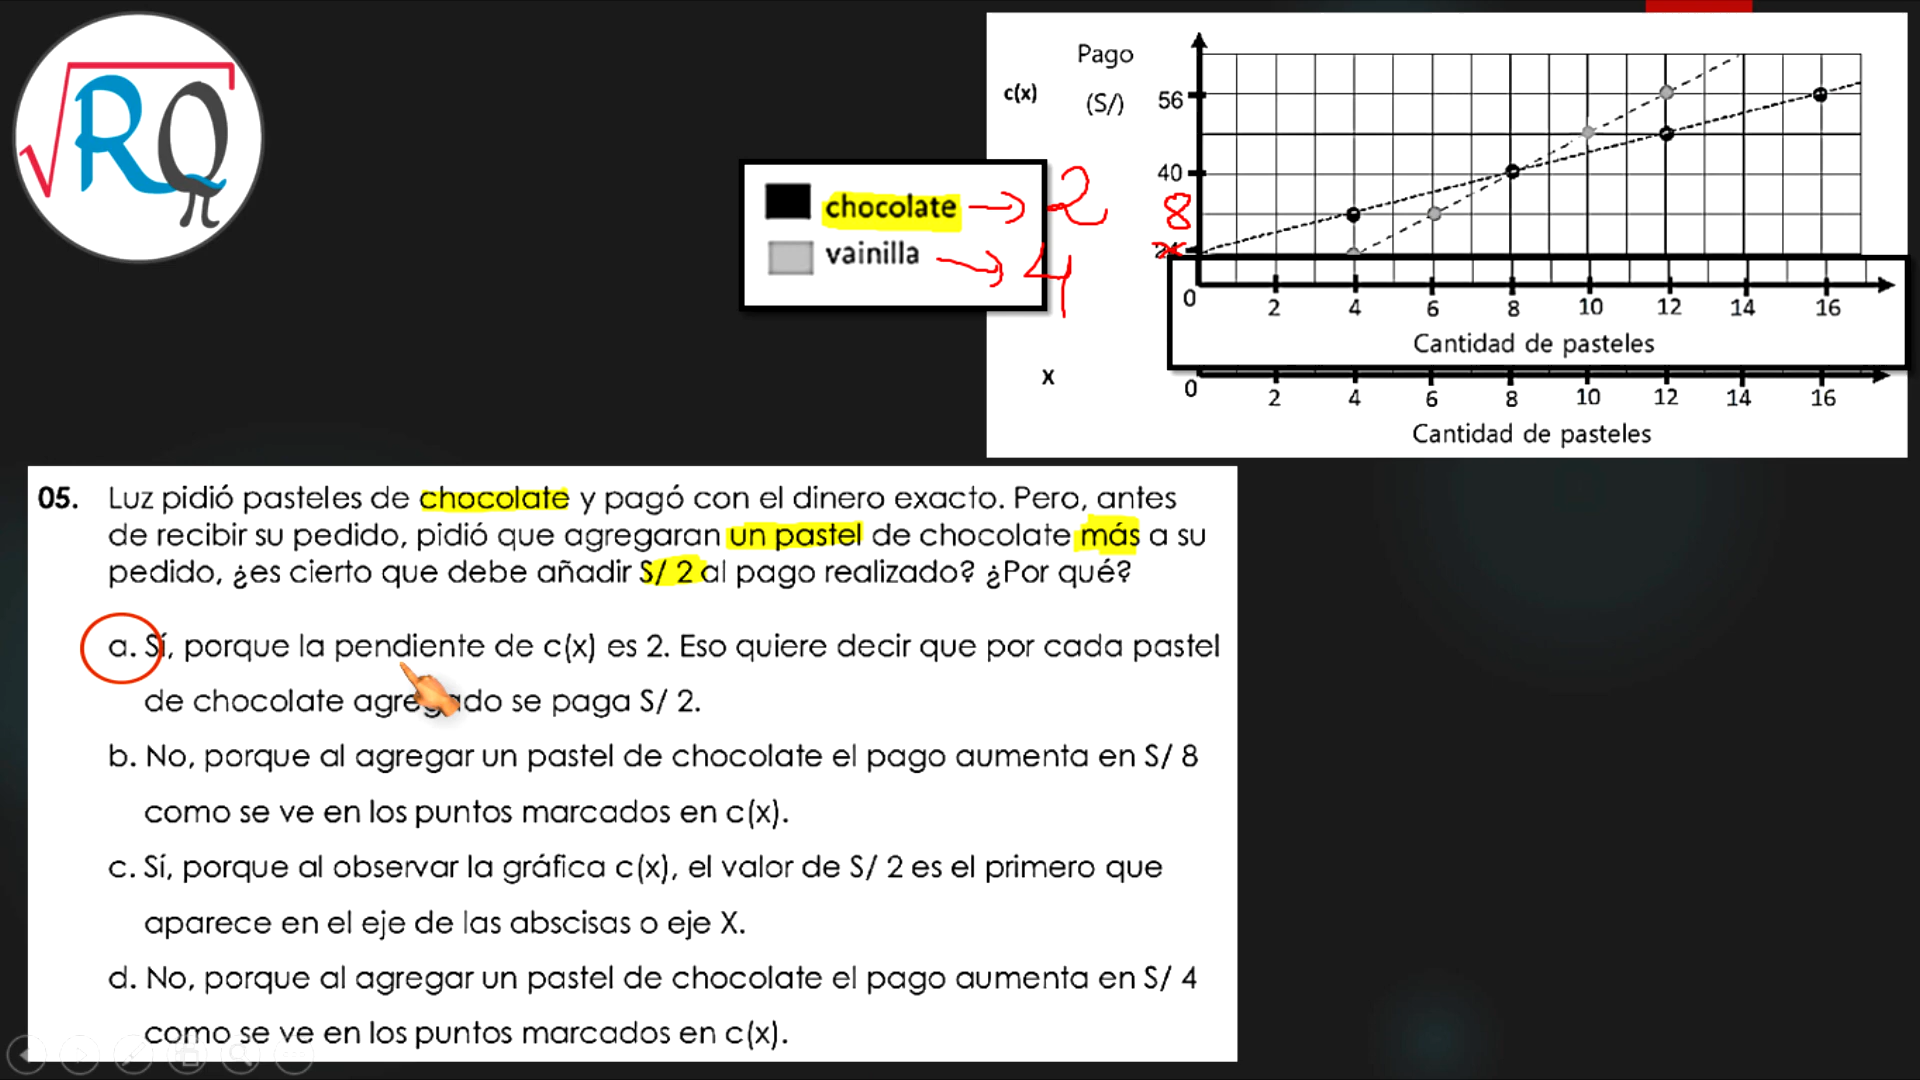 √RQπ
Pago
c(x)
(S/)
56
40
8
chocolate → 2
vainilla → 4
0 2 4 6 8 10 12 14 16
Cantidad de pasteles
x
0 2 4 6 8 10 12 14 16
Cantidad de pasteles
05. Luz pidió pasteles de chocolate y pagó con el dinero exacto. Pero, antes
de recibir su pedido, pidió que agregaran un pastel de chocolate más a su
pedido, ¿es cierto que debe añadir S/ 2 al pago realizado? ¿Por qué?
a. Sí, porque la pendiente de c(x) es 2. Eso quiere decir que por cada pastel
de chocolate agregado se paga S/ 2.
b. No, porque al agregar un pastel de chocolate el pago aumenta en S/ 8
como se ve en los puntos marcados en c(x).
c. Sí, porque al observar la gráfica c(x), el valor de S/ 2 es el primero que
aparece en el eje de las abscisas o eje X.
d. No, porque al agregar un pastel de chocolate el pago aumenta en S/ 4
como se ve en los puntos marcados en c(x).